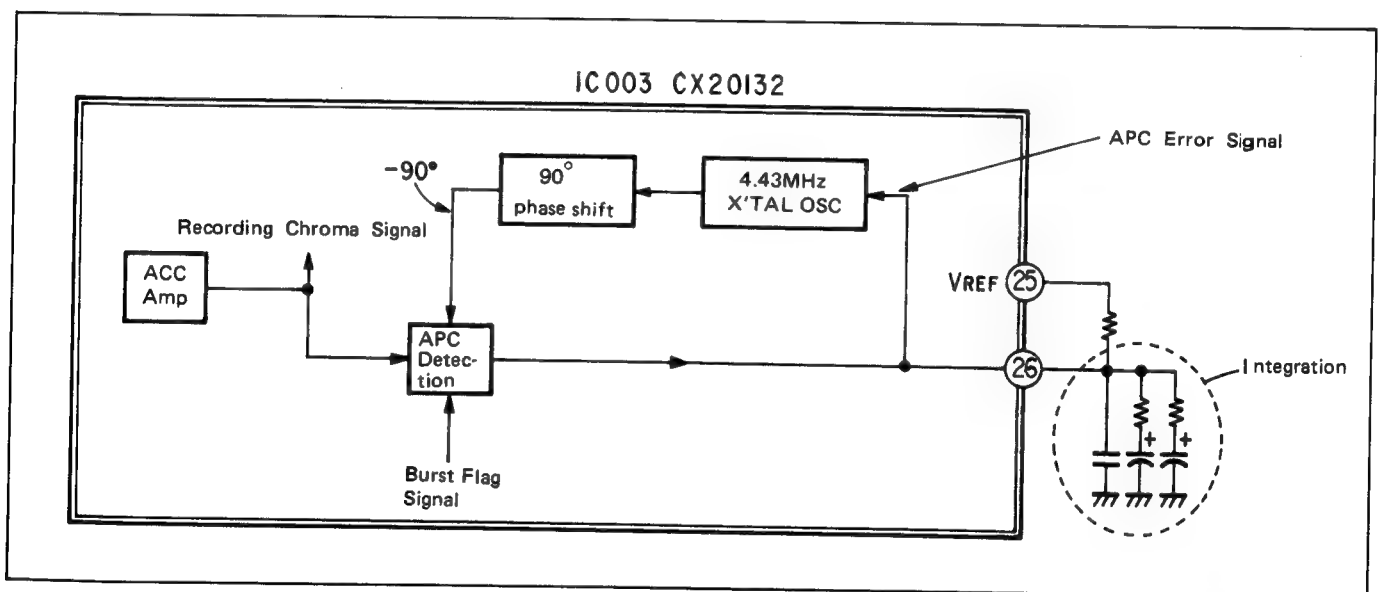 IC003 CX20132
APC Error Signal
-90°
90°
phase shift
4.43MHz
X'TAL OSC
Recording Chroma Signal
ACC
Amp
VREF
25
APC
Detec-
tion
26
Integration
+
+
Burst Flag
Signal